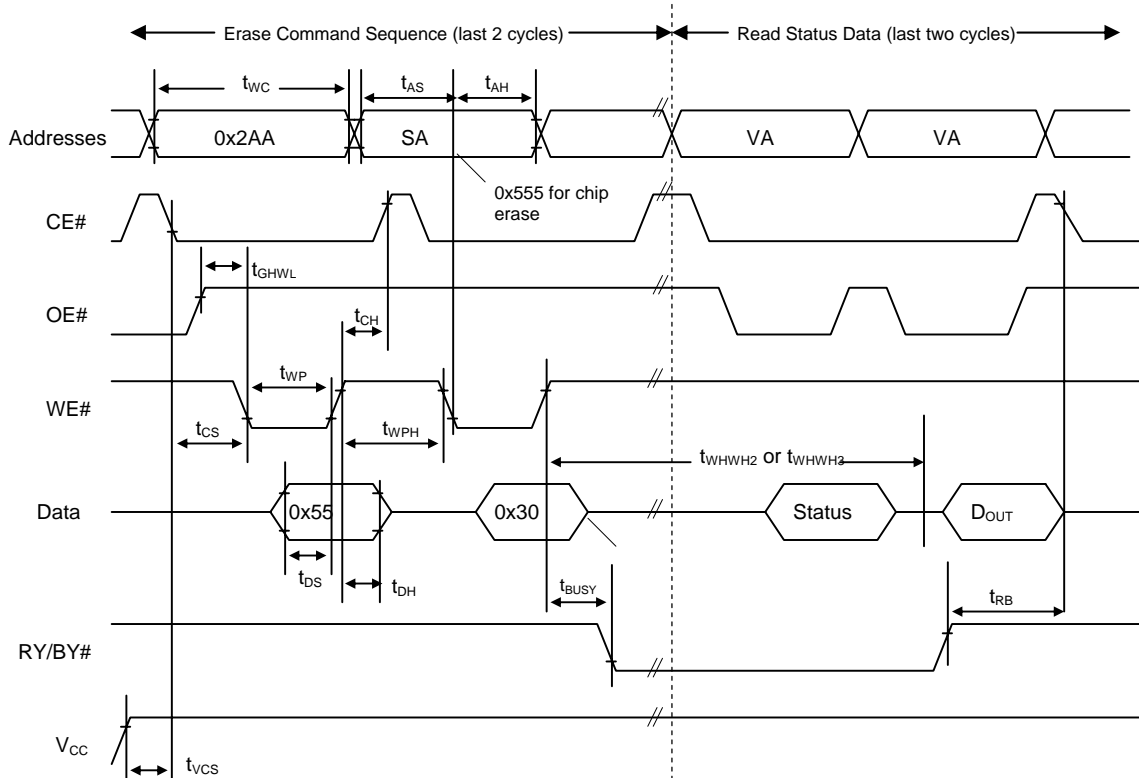 Erase Command Sequence (last 2 cycles)
Read Status Data (last two cycles)
tWC
tAS
tAH
Addresses
0x2AA
SA
VA
VA
0x555 for chip
erase
CE#
tGHWL
OE#
tCH
tWP
WE#
tCS
tWPH
tWHWH2 or tWHWH3
Data
0x55
0x30
Status
DOUT
tDS
tDH
tBUSY
tRB
RY/BY#
VCC
tVCS